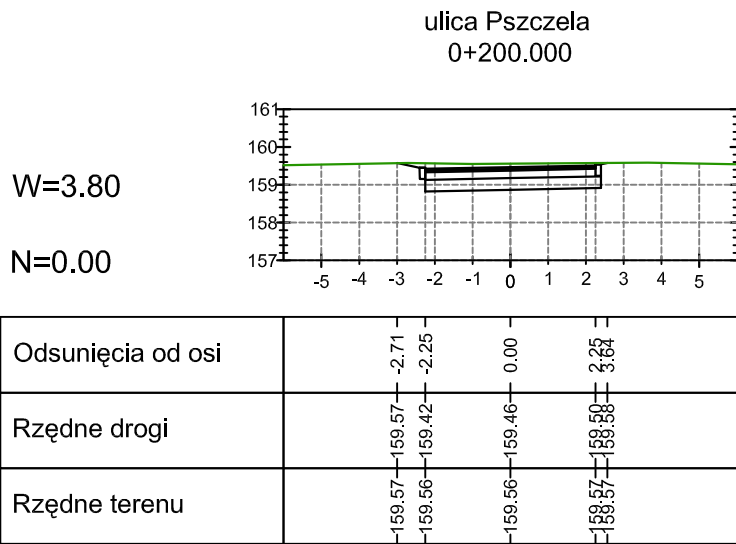 ulica Pszczela
0+200.000
161
160
159
158
157
W=3.80
N=0.00
-5 -4 -3 -2 -1 0 1 2 3 4 5
Odsunięcia od osi -2.71 -2.25 0.00 2.25 3.64
Rzędne drogi 159.57 159.42 159.46 159.50 159.58
Rzędne terenu 159.57 159.56 159.56 159.57 159.57